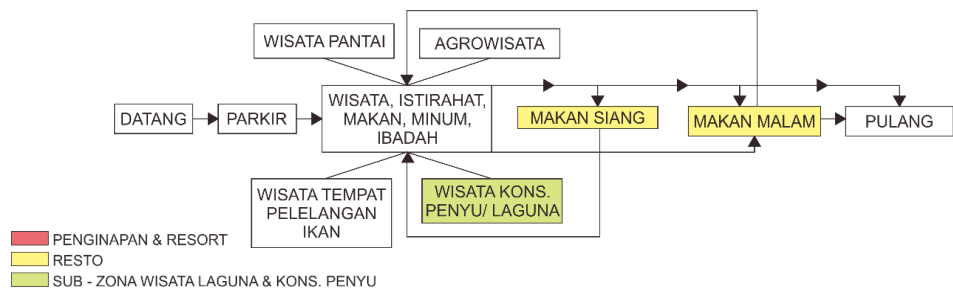 WISATA PANTAI
AGROWISATA
DATANG
PARKIR
WISATA, ISTIRAHAT,
MAKAN, MINUM,
IBADAH
MAKAN SIANG
MAKAN MALAM
PULANG
WISATA TEMPAT
PELELANGAN
IKAN
WISATA KONS.
PENYU/ LAGUNA
PENGINAPAN & RESORT
RESTO
SUB - ZONA WISATA LAGUNA & KONS. PENYU